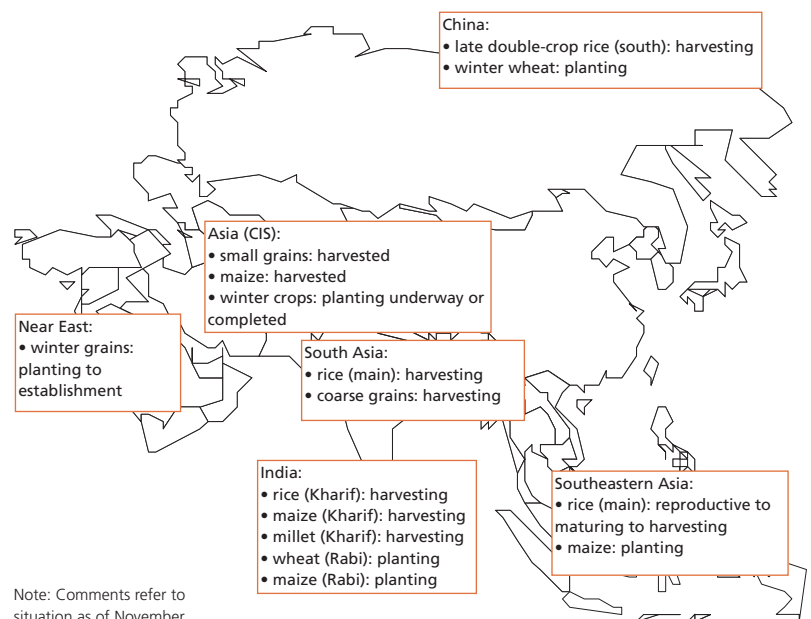 China:
• late double-crop rice (south): harvesting
• winter wheat: planting
Asia (CIS):
• small grains: harvested
• maize: harvested
• winter crops: planting underway or
completed
Near East:
• winter grains:
planting to
establishment
South Asia:
• rice (main): harvesting
• coarse grains: harvesting
India:
• rice (Kharif): harvesting
• maize (Kharif): harvesting
• millet (Kharif): harvesting
• wheat (Rabi): planting
• maize (Rabi): planting
Southeastern Asia:
• rice (main): reproductive to
maturing to harvesting
• maize: planting
Note: Comments refer to
situation as of November